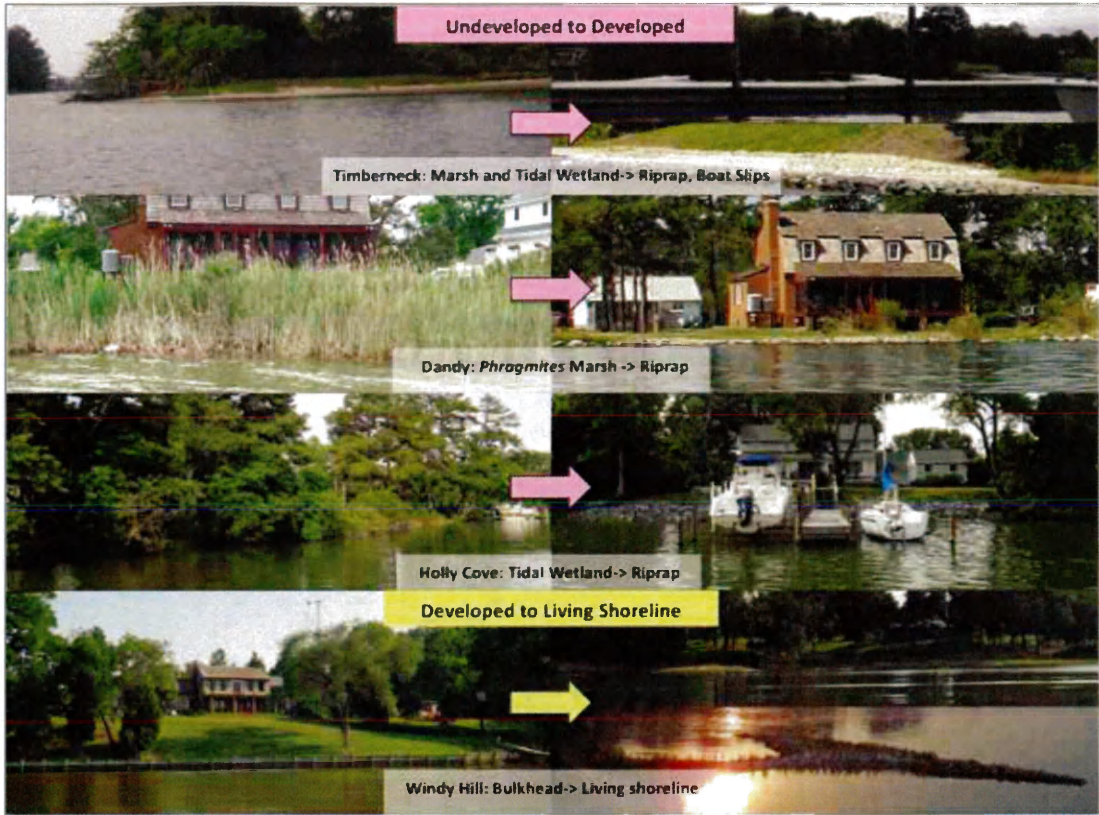 Undeveloped to Developed
Timberneck: Marsh and Tidal Wetland-> Riprap, Boat Slips
Dandy: Phragmites Marsh -> Riprap
Holly Cove: Tidal Wetland-> Riprap
Developed to Living Shoreline
Windy Hill: Bulkhead-> Living shoreline